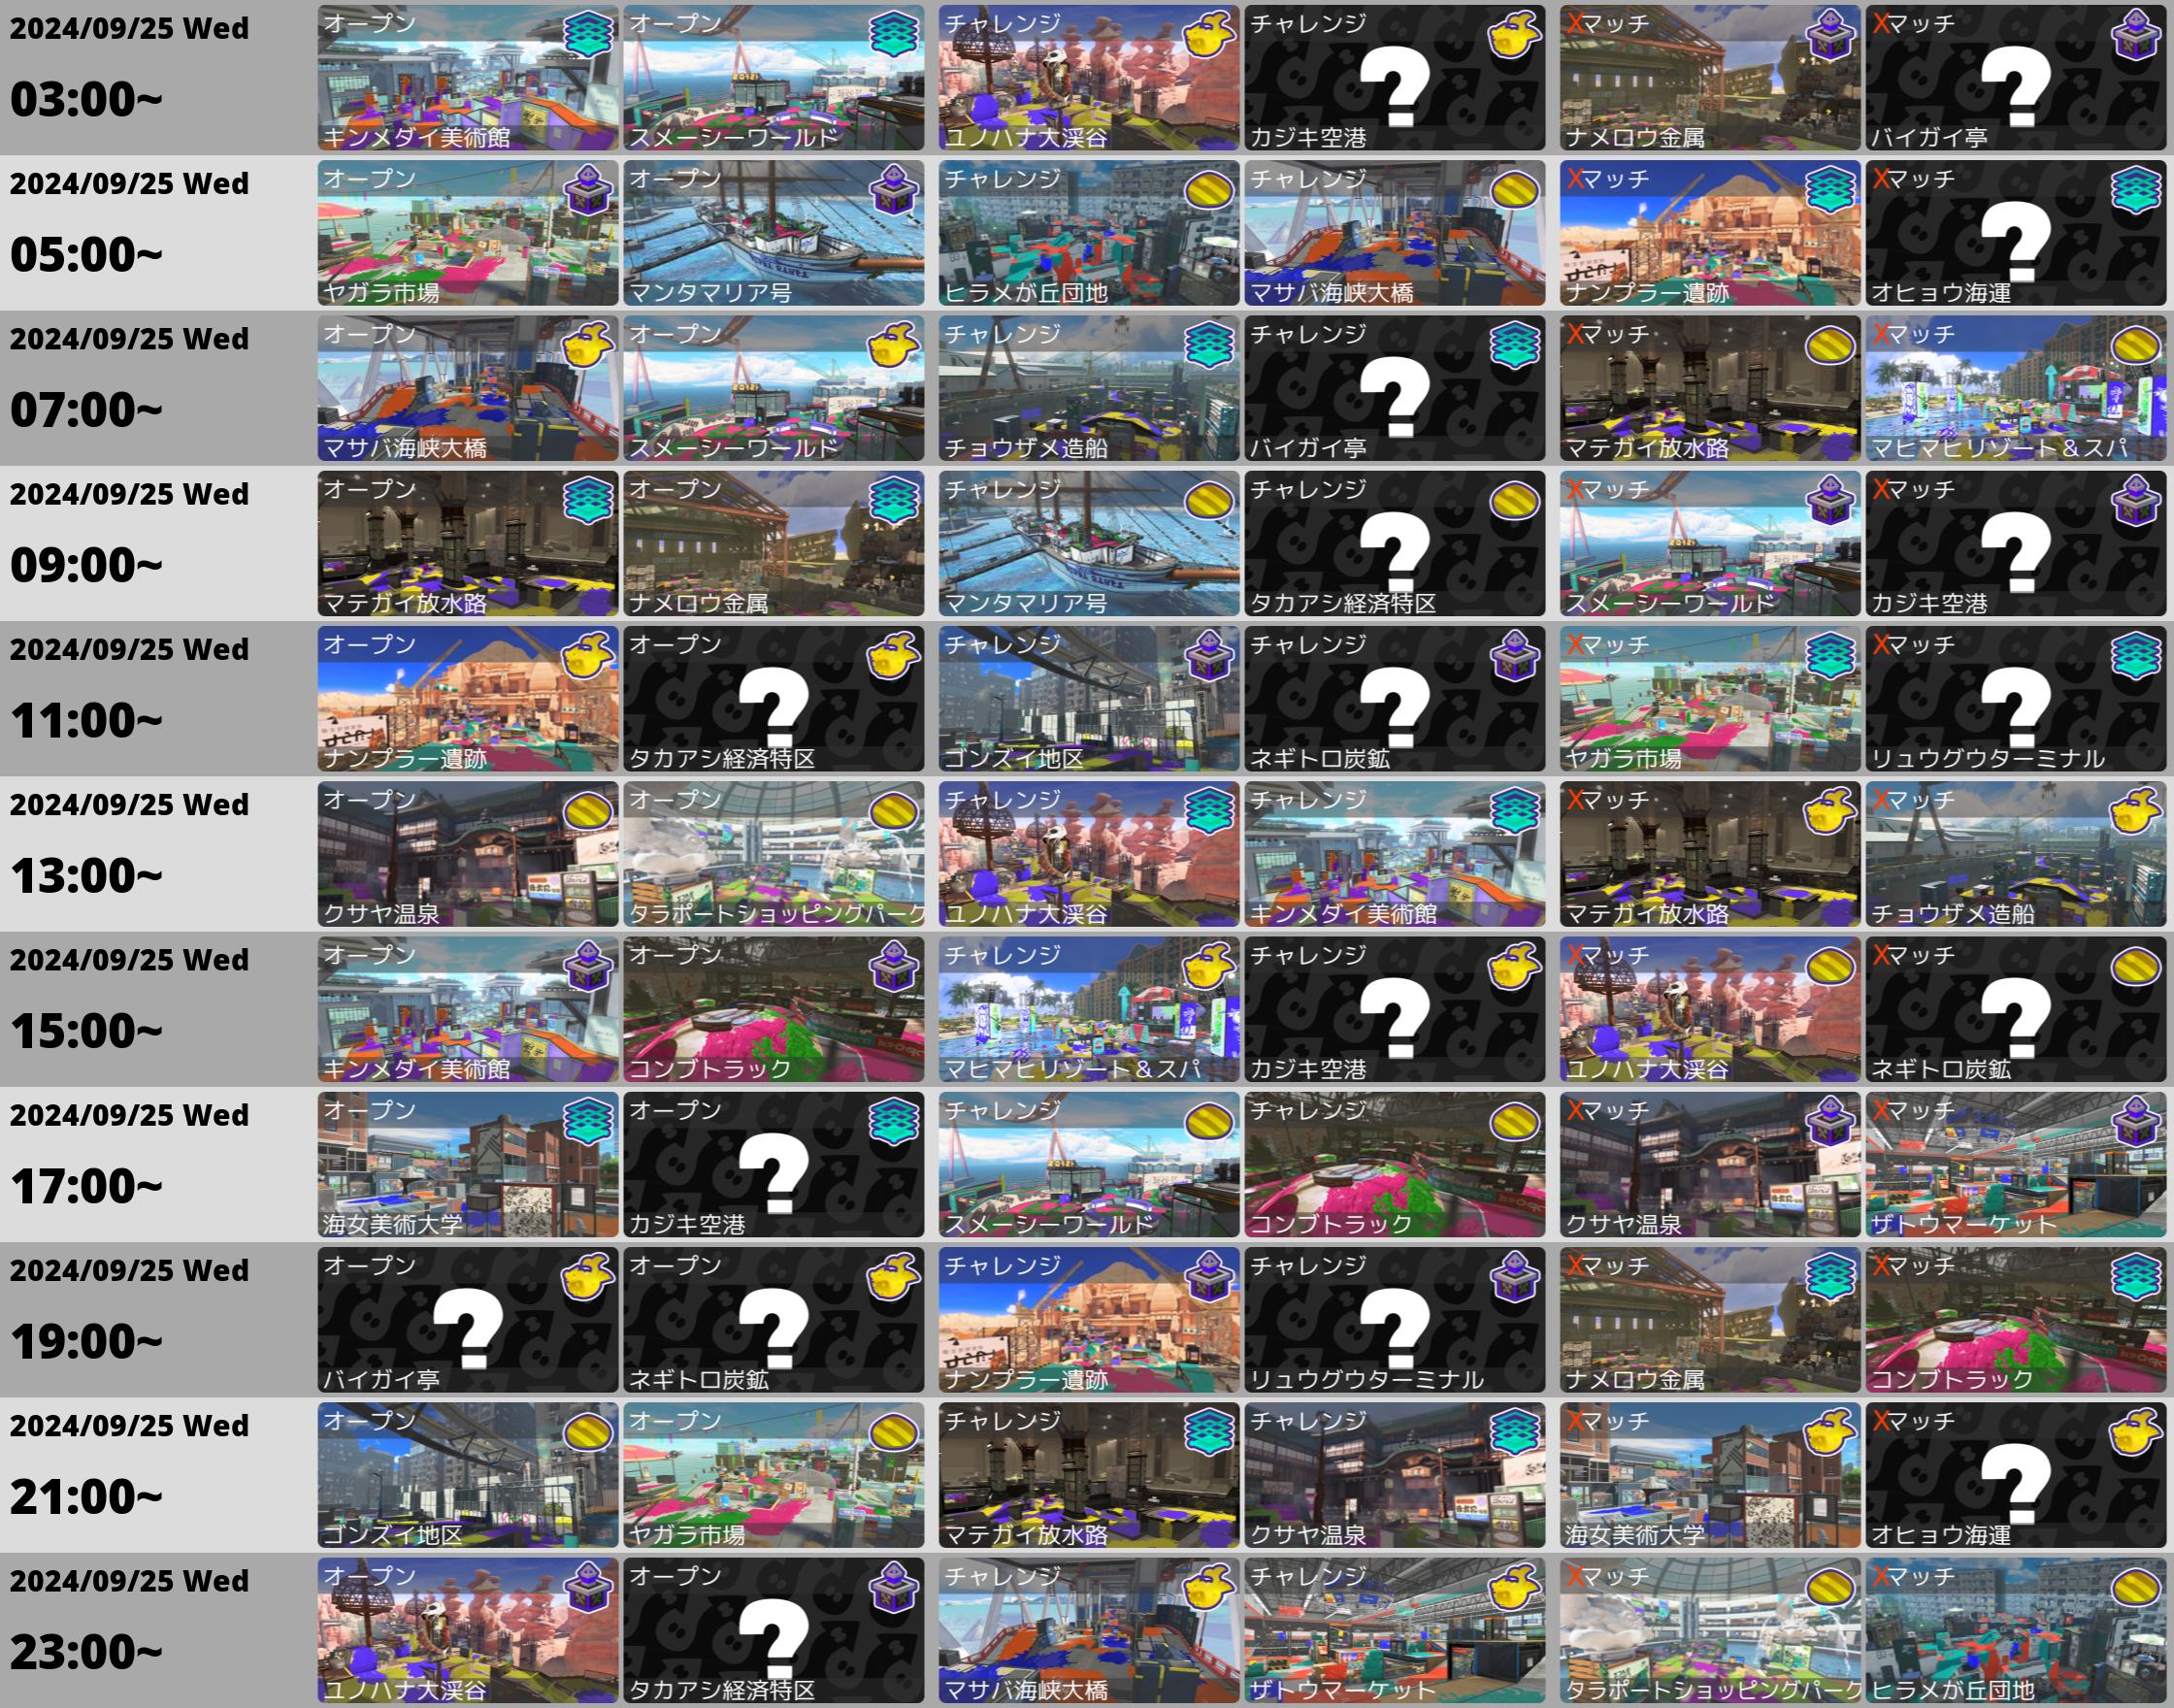 2024/09/25 Wed
03:00~
オープン オープン チャレンジ チャレンジ Xマッチ Xマッチ
キンメダイ美術館 スメーシーワールド ユノハナ大渓谷 カジキ空港 ナメロウ金属 バイガイ亭
2024/09/25 Wed
05:00~
オープン オープン チャレンジ チャレンジ Xマッチ Xマッチ
ヤガラ市場 マンタマリア号 ヒラメが丘団地 マサバ海峡大橋 ナンプラー遺跡 オヒョウ海運
2024/09/25 Wed
07:00~
オープン オープン チャレンジ チャレンジ Xマッチ Xマッチ
マサバ海峡大橋 スメーシーワールド チョウザメ造船 バイガイ亭 マテガイ放水路 マヒマヒリゾート＆スパ
2024/09/25 Wed
09:00~
オープン オープン チャレンジ チャレンジ Xマッチ Xマッチ
マテガイ放水路 ナメロウ金属 マンタマリア号 タカアシ経済特区 スメーシーワールド カジキ空港
2024/09/25 Wed
11:00~
オープン オープン チャレンジ チャレンジ Xマッチ Xマッチ
ナンプラー遺跡 タカアシ経済特区 ゴンズイ地区 ネギトロ炭鉱 ヤガラ市場 リュウグウターミナル
2024/09/25 Wed
13:00~
オープン オープン チャレンジ チャレンジ Xマッチ Xマッチ
クサヤ温泉 タラポートショッピングパーク ユノハナ大渓谷 キンメダイ美術館 マテガイ放水路 チョウザメ造船
2024/09/25 Wed
15:00~
オープン オープン チャレンジ チャレンジ Xマッチ Xマッチ
キンメダイ美術館 コンブトラック マヒマヒリゾート＆スパ カジキ空港 ユノハナ大渓谷 ネギトロ炭鉱
2024/09/25 Wed
17:00~
オープン オープン チャレンジ チャレンジ Xマッチ Xマッチ
海女美術大学 カジキ空港 スメーシーワールド コンブトラック クサヤ温泉 ザトウマーケット
2024/09/25 Wed
19:00~
オープン オープン チャレンジ チャレンジ Xマッチ Xマッチ
バイガイ亭 ネギトロ炭鉱 ナンプラー遺跡 リュウグウターミナル ナメロウ金属 コンブトラック
2024/09/25 Wed
21:00~
オープン オープン チャレンジ チャレンジ Xマッチ Xマッチ
ゴンズイ地区 ヤガラ市場 マテガイ放水路 クサヤ温泉 海女美術大学 オヒョウ海運
2024/09/25 Wed
23:00~
オープン オープン チャレンジ チャレンジ Xマッチ Xマッチ
ユノハナ大渓谷 タカアシ経済特区 マサバ海峡大橋 ザトウマーケット タラポートショッピングパーク ヒラメが丘団地